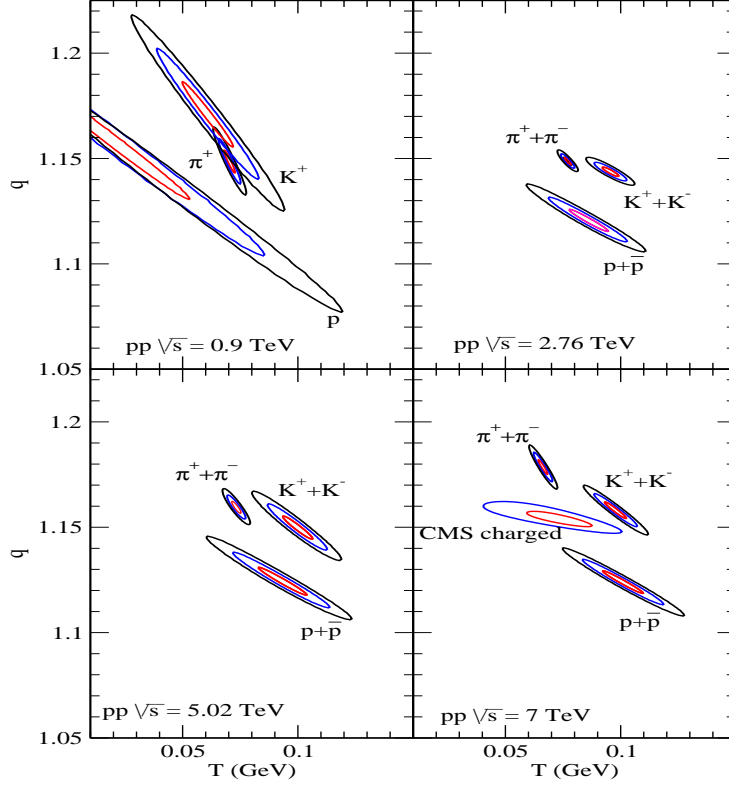 1.2
π⁺
K⁺
1.15
q
1.1
p
pp √s = 0.9 TeV
1.05
π⁺+π⁻
K⁺+K⁻
p+p̅
pp √s = 2.76 TeV
1.2
π⁺+π⁻
K⁺+K⁻
1.15
q
1.1
p+p̅
pp √s = 5.02 TeV
1.05
0.05
0.1
T (GeV)
π⁺+π⁻
K⁺+K⁻
CMS charged
p+p̅
pp √s = 7 TeV
0.05
0.1
T (GeV)